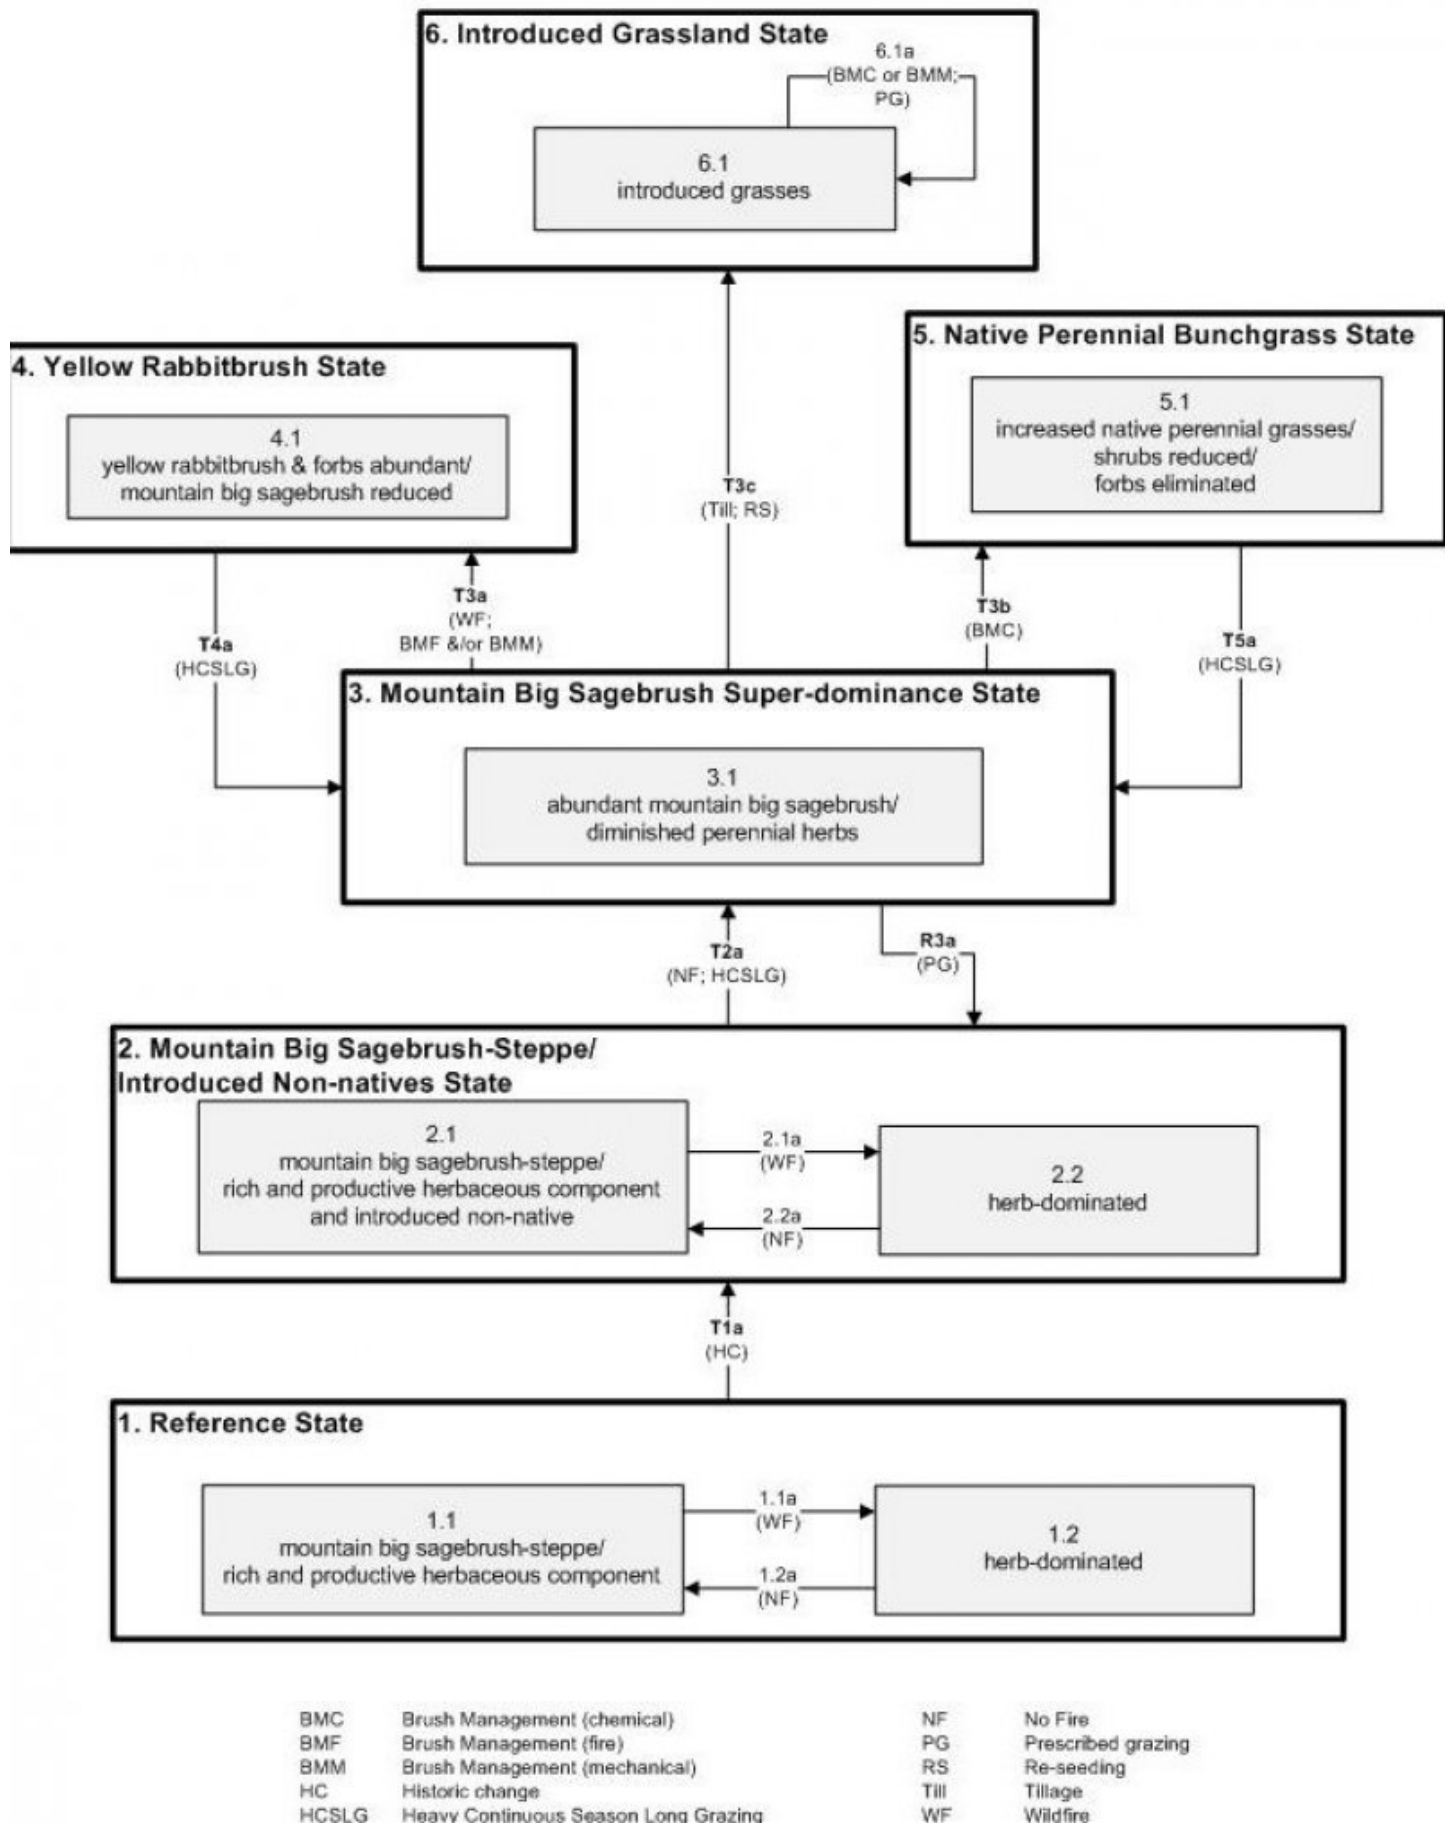 6. Introduced Grassland State
6.1a
(BMC or BMM;
PG)
6.1
introduced grasses
4. Yellow Rabbitbrush State
4.1
yellow rabbitbrush & forbs abundant/
mountain big sagebrush reduced
5. Native Perennial Bunchgrass State
5.1
increased native perennial grasses/
shrubs reduced/
forbs eliminated
T3c
(Till; RS)
T4a
(HCSLG)
T3a
(WF;
BMF &/or BMM)
T3b
(BMC)
T5a
(HCSLG)
3. Mountain Big Sagebrush Super-dominance State
3.1
abundant mountain big sagebrush/
diminished perennial herbs
T2a
(NF; HCSLG)
R3a
(PG)
2. Mountain Big Sagebrush-Steppe/
Introduced Non-natives State
2.1
mountain big sagebrush-steppe/
rich and productive herbaceous component
and introduced non-native
2.1a
(WF)
2.2a
(NF)
2.2
herb-dominated
T1a
(HC)
1. Reference State
1.1
mountain big sagebrush-steppe/
rich and productive herbaceous component
1.1a
(WF)
1.2a
(NF)
1.2
herb-dominated
BMC Brush Management (chemical)
BMF Brush Management (fire)
BMM Brush Management (mechanical)
HC Historic change
HCSLG Heavy Continuous Season Long Grazing
NF No Fire
PG Prescribed grazing
RS Re-seeding
Till Tillage
WF Wildfire